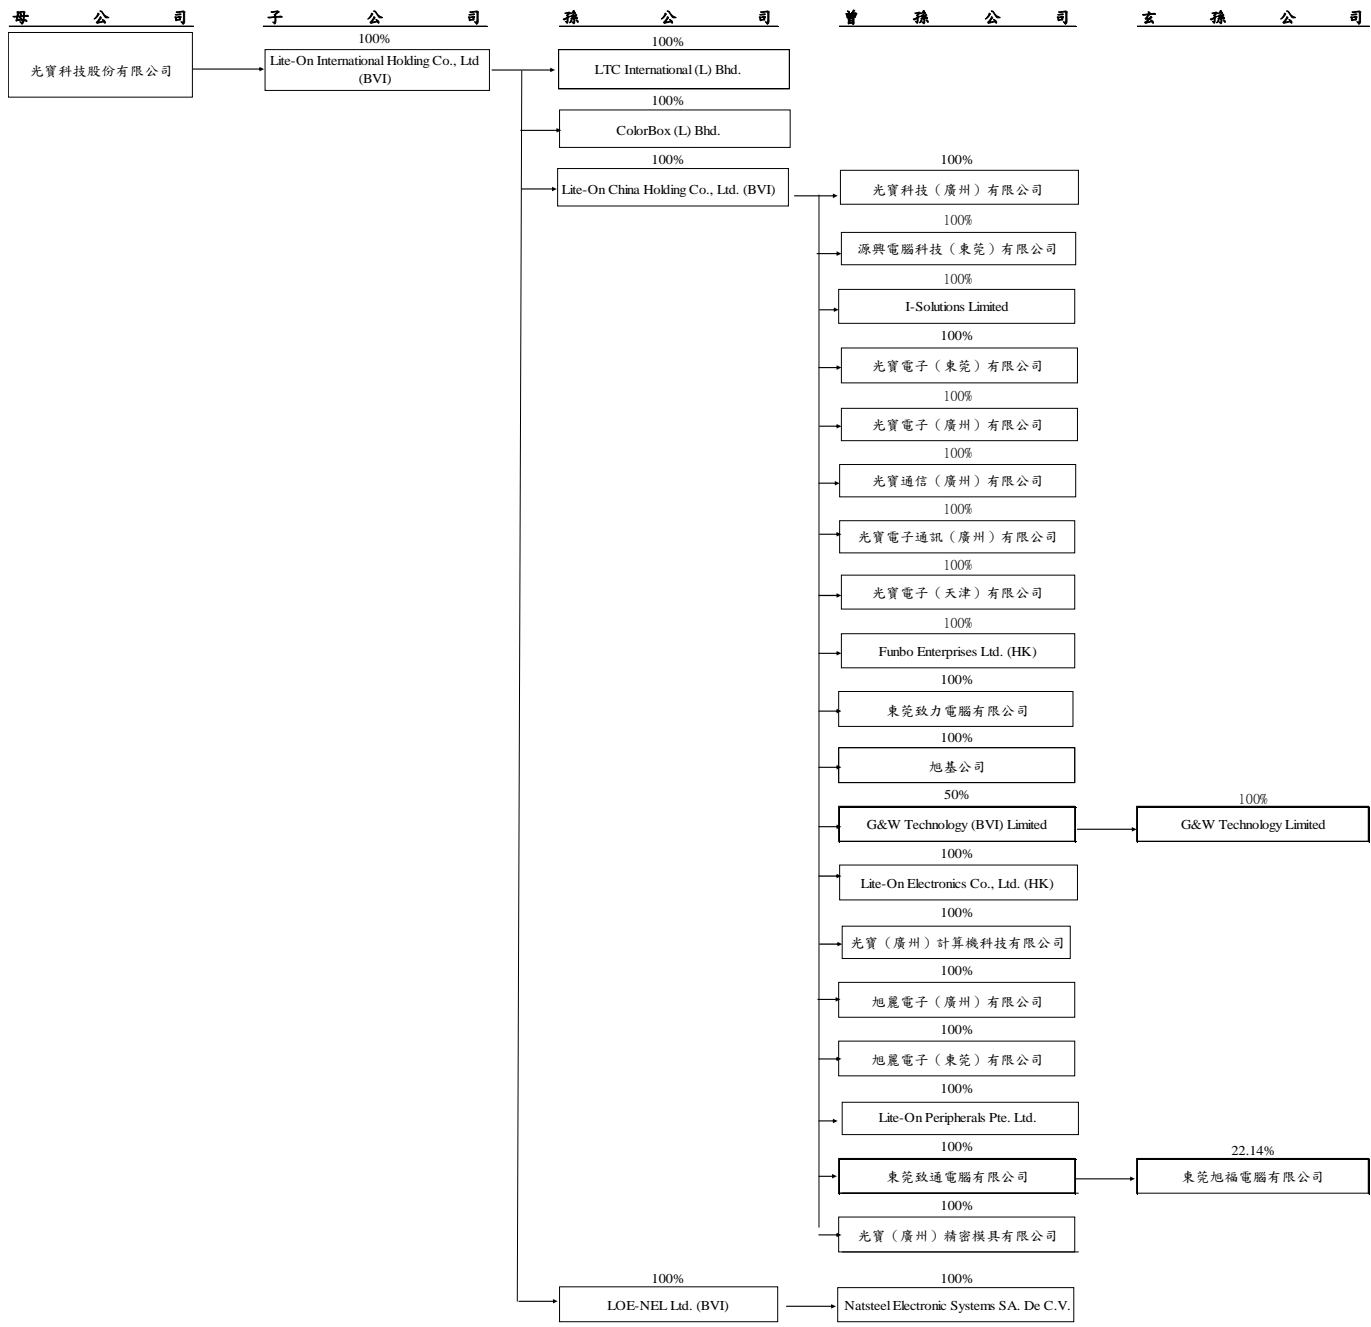 母公司 子公司 孫公司 曾孫公司 玄孫公司
光寶科技股份有限公司
100%
Lite-On International Holding Co., Ltd
(BVI)
100%
LTC International (L) Bhd.
100%
ColorBox (L) Bhd.
100%
Lite-On China Holding Co., Ltd. (BVI)
100%
光寶科技（廣州）有限公司
100%
源興電腦科技（東莞）有限公司
100%
I-Solutions Limited
100%
光寶電子（東莞）有限公司
100%
光寶電子（廣州）有限公司
100%
光寶通信（廣州）有限公司
100%
光寶電子通訊（廣州）有限公司
100%
光寶電子（天津）有限公司
100%
Funbo Enterprises Ltd. (HK)
100%
東莞致力電腦有限公司
100%
旭基公司
50%
G&W Technology (BVI) Limited
100%
G&W Technology Limited
100%
Lite-On Electronics Co., Ltd. (HK)
100%
光寶（廣州）計算機科技有限公司
100%
旭麗電子（廣州）有限公司
100%
旭麗電子（東莞）有限公司
100%
Lite-On Peripherals Pte. Ltd.
100%
東莞致通電腦有限公司
22.14%
東莞旭福電腦有限公司
100%
光寶（廣州）精密模具有限公司
100%
LOE-NEL Ltd. (BVI)
100%
Natsteel Electronic Systems SA. De C.V.